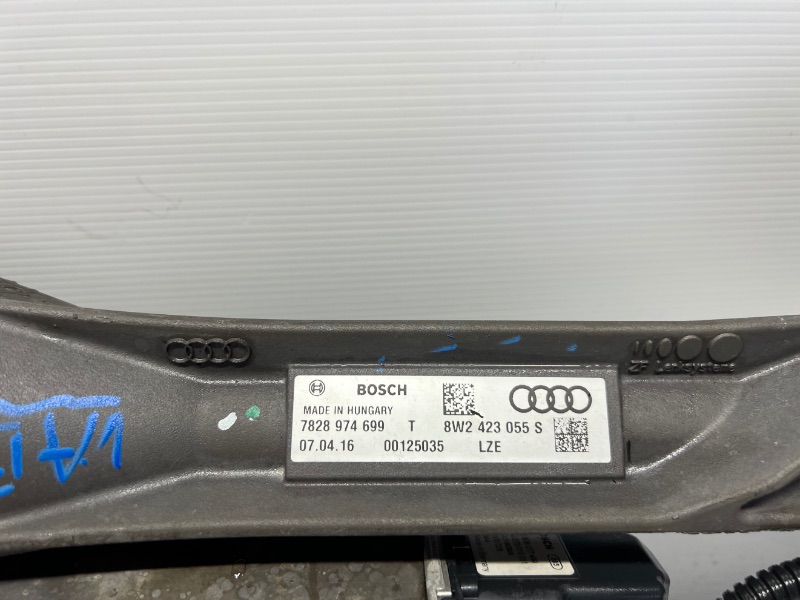 ZF Lenksysteme
BOSCH
MADE IN HUNGARY
7828 974 699 T 8W2 423 055 S
07.04.16 00125035 LZE